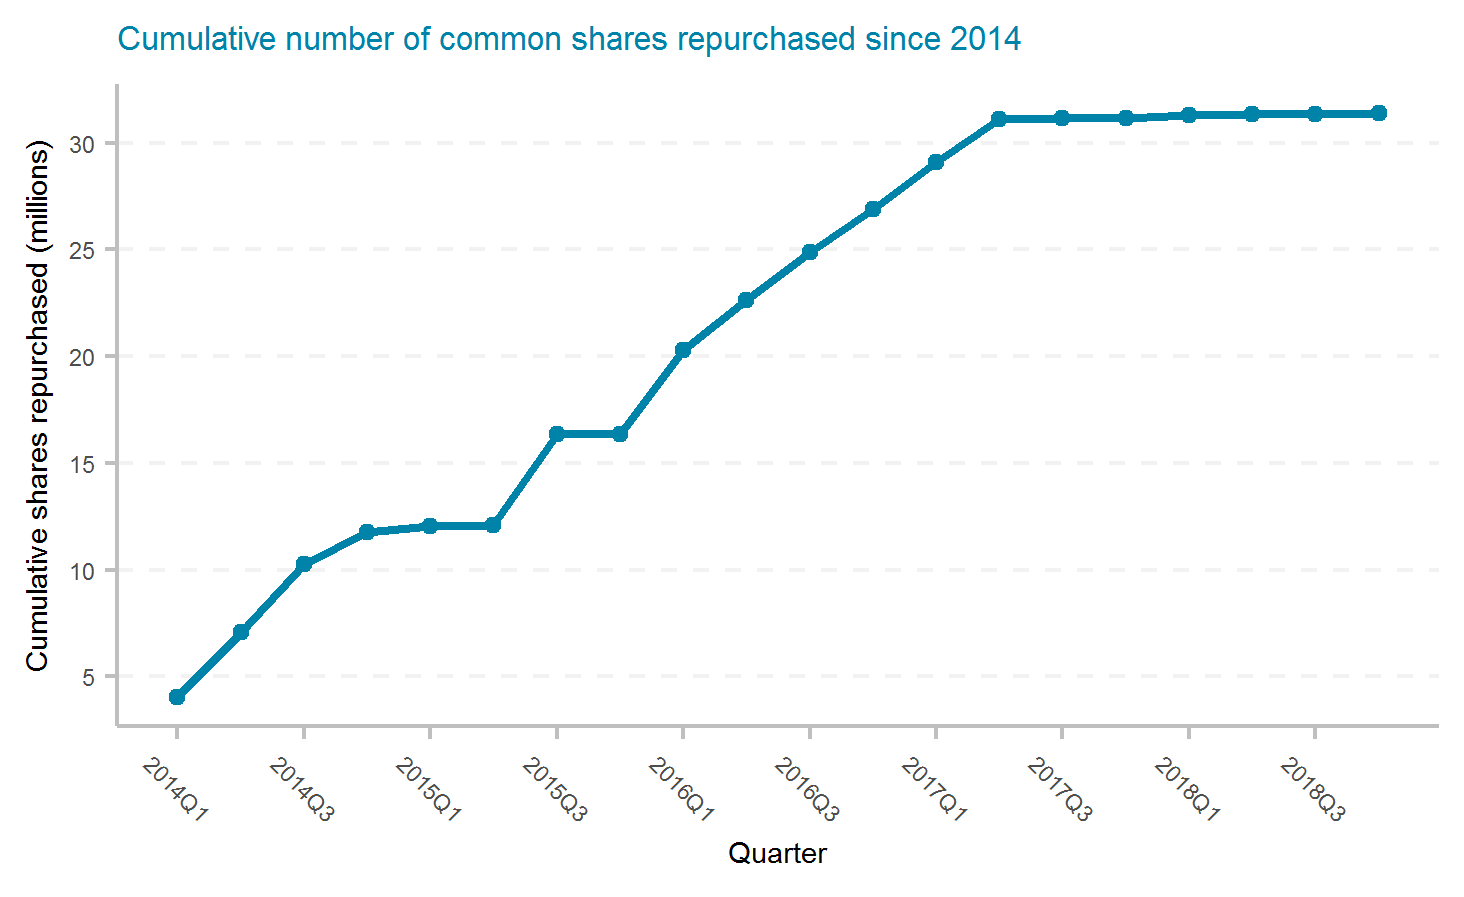 Cumulative number of common shares repurchased since 2014
Cumulative shares repurchased (millions)
30
25
20
15
10
5
2014Q1
2014Q3
2015Q1
2015Q3
2016Q1
2016Q3
2017Q1
2017Q3
2018Q1
2018Q3
Quarter